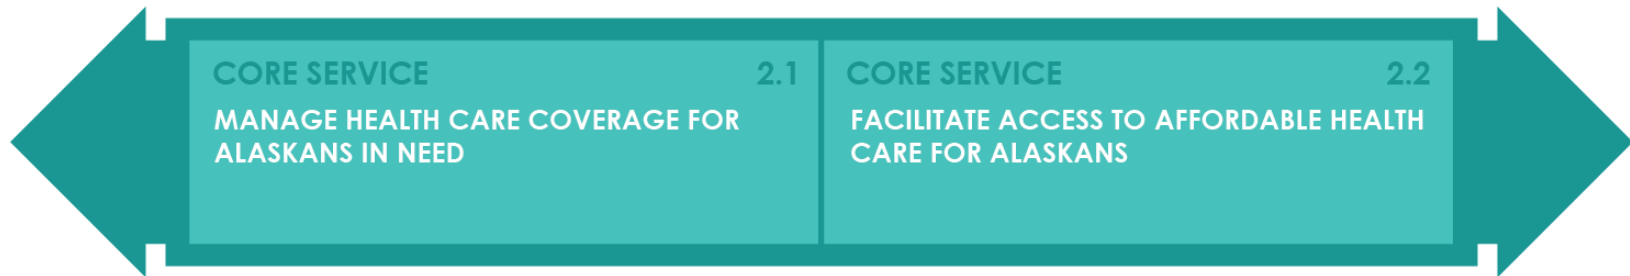 CORE SERVICE 2.1
MANAGE HEALTH CARE COVERAGE FOR
ALASKANS IN NEED
CORE SERVICE 2.2
FACILITATE ACCESS TO AFFORDABLE HEALTH
CARE FOR ALASKANS